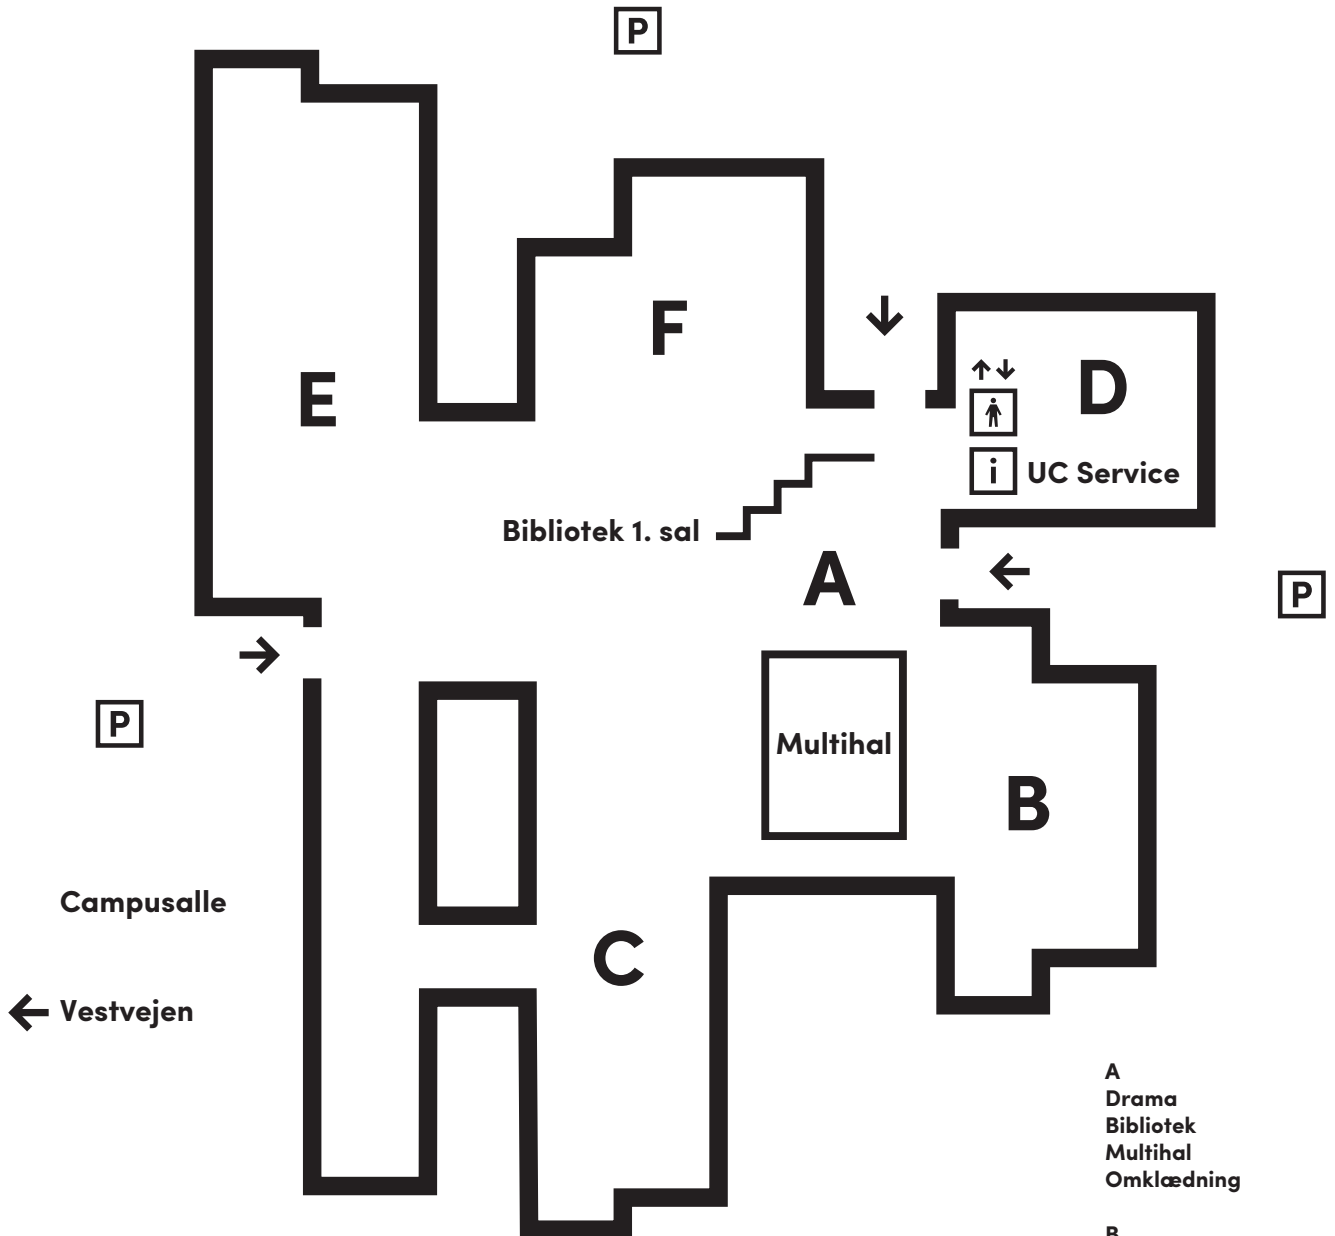 P
F
E
D
i UC Service
Bibliotek 1. sal
A
P
P
Multihal
B
Campusalle
C
Vestvejen
A
Drama
Bibliotek
Multihal
Omklædning
B